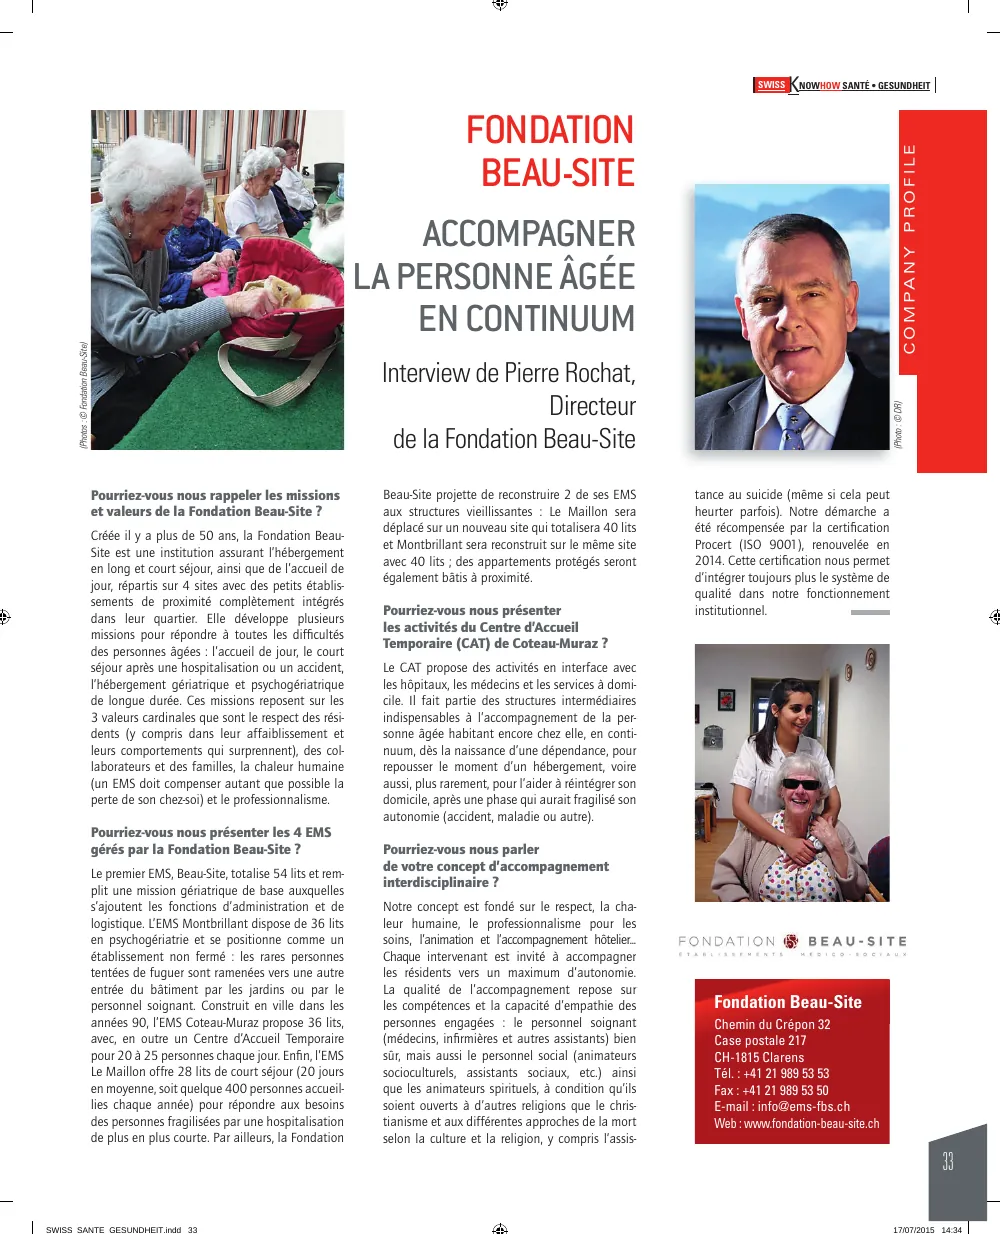 SWISS KNOWHOW SANTÉ • GESUNDHEIT
COMPANY PROFILE
FONDATION
BEAU-SITE
ACCOMPAGNER
LA PERSONNE ÂGÉE
EN CONTINUUM
Interview de Pierre Rochat,
Directeur
de la Fondation Beau-Site
(Photos : © Fondation Beau-Site)
(Photo : © DR)
Pourriez-vous nous rappeler les missions
et valeurs de la Fondation Beau-Site ?
Créée il y a plus de 50 ans, la Fondation Beau-
Site est une institution assurant l’hébergement
en long et court séjour, ainsi que de l’accueil de
jour, répartis sur 4 sites avec des petits établis-
sements de proximité complètement intégrés
dans leur quartier. Elle développe plusieurs
missions pour répondre à toutes les difficultés
des personnes âgées : l’accueil de jour, le court
séjour après une hospitalisation ou un accident,
l’hébergement gériatrique et psychogériatrique
de longue durée. Ces missions reposent sur les
3 valeurs cardinales que sont le respect des rési-
dents (y compris dans leur affaiblissement et
leurs comportements qui surprennent), des col-
laborateurs et des familles, la chaleur humaine
(un EMS doit compenser autant que possible la
perte de son chez-soi) et le professionnalisme.
Pourriez-vous nous présenter les 4 EMS
gérés par la Fondation Beau-Site ?
Le premier EMS, Beau-Site, totalise 54 lits et rem-
plit une mission gériatrique de base auxquelles
s’ajoutent les fonctions d’administration et de
logistique. L’EMS Montbrillant dispose de 36 lits
en psychogériatrie et se positionne comme un
établissement non fermé : les rares personnes
tentées de fuguer sont ramenées vers une autre
entrée du bâtiment par les jardins ou par le
personnel soignant. Construit en ville dans les
années 90, l’EMS Coteau-Muraz propose 36 lits,
avec, en outre un Centre d’Accueil Temporaire
pour 20 à 25 personnes chaque jour. Enfin, l’EMS
Le Maillon offre 28 lits de court séjour (20 jours
en moyenne, soit quelque 400 personnes accueil-
lies chaque année) pour répondre aux besoins
des personnes fragilisées par une hospitalisation
de plus en plus courte. Par ailleurs, la Fondation
Beau-Site projette de reconstruire 2 de ses EMS
aux structures vieillissantes : Le Maillon sera
déplacé sur un nouveau site qui totalisera 40 lits
et Montbrillant sera reconstruit sur le même site
avec 40 lits ; des appartements protégés seront
également bâtis à proximité.
Pourriez-vous nous présenter
les activités du Centre d’Accueil
Temporaire (CAT) de Coteau-Muraz ?
Le CAT propose des activités en interface avec
les hôpitaux, les médecins et les services à domi-
cile. Il fait partie des structures intermédiaires
indispensables à l’accompagnement de la per-
sonne âgée habitant encore chez elle, en conti-
nuum, dès la naissance d’une dépendance, pour
repousser le moment d’un hébergement, voire
aussi, plus rarement, pour l’aider à réintégrer son
domicile, après une phase qui aurait fragilisé son
autonomie (accident, maladie ou autre).
Pourriez-vous nous parler
de votre concept d’accompagnement
interdisciplinaire ?
Notre concept est fondé sur le respect, la cha-
leur humaine, le professionnalisme pour les
soins, l’animation et l’accompagnement hôtelier...
Chaque intervenant est invité à accompagner
les résidents vers un maximum d’autonomie.
La qualité de l’accompagnement repose sur
les compétences et la capacité d’empathie des
personnes engagées : le personnel soignant
(médecins, infirmières et autres assistants) bien
sûr, mais aussi le personnel social (animateurs
socioculturels, assistants sociaux, etc.) ainsi
que les animateurs spirituels, à condition qu’ils
soient ouverts à d’autres religions que le chris-
tianisme et aux différentes approches de la mort
selon la culture et la religion, y compris l’assis-
tance au suicide (même si cela peut
heurter parfois). Notre démarche a
été récompensée par la certification
Procert (ISO 9001), renouvelée en
2014. Cette certification nous permet
d’intégrer toujours plus le système de
qualité dans notre fonctionnement
institutionnel.
FONDATION BEAU-SITE
ÉTABLISSEMENTS MÉDICO-SOCIAUX
Fondation Beau-Site
Chemin du Crépon 32
Case postale 217
CH-1815 Clarens
Tél. : +41 21 989 53 53
Fax : +41 21 989 53 50
E-mail : info@ems-fbs.ch
Web : www.fondation-beau-site.ch
33
SWISS_SANTE_GESUNDHEIT.indd 33
17/07/2015 14:34